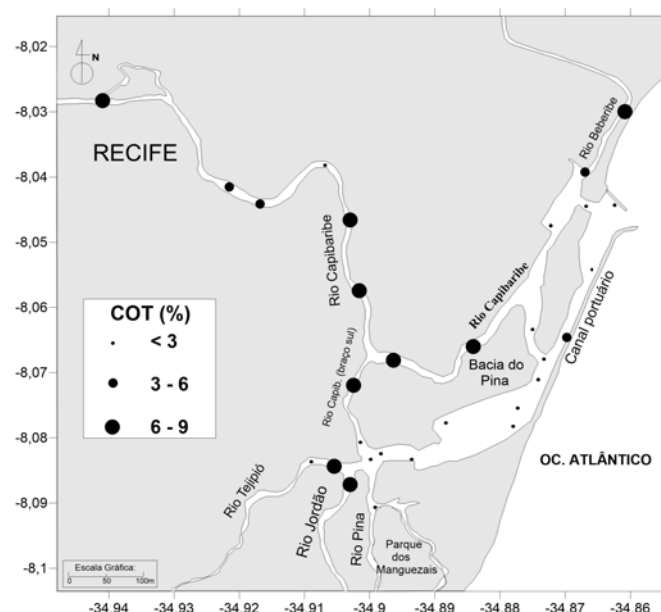 -8,02
-8,03
-8,04
-8,05
-8,06
-8,07
-8,08
-8,09
-8,1
N
RECIFE
Rio Beberibe
Rio Capibaribe
Rio Capibaribe
Canal portuário
COT (%)
< 3
3 - 6
6 - 9
Rio Capib. (braço sul)
Bacia do
Pina
OC. ATLÂNTICO
Rio Tejipió
Rio Jordão
Rio Pina
Parque
dos
Manguezais
Escala Gráfica:
0 50 100m
-34.94 -34.93 -34.92 -34.91 -34.9 -34.89 -34.88 -34.87 -34.86